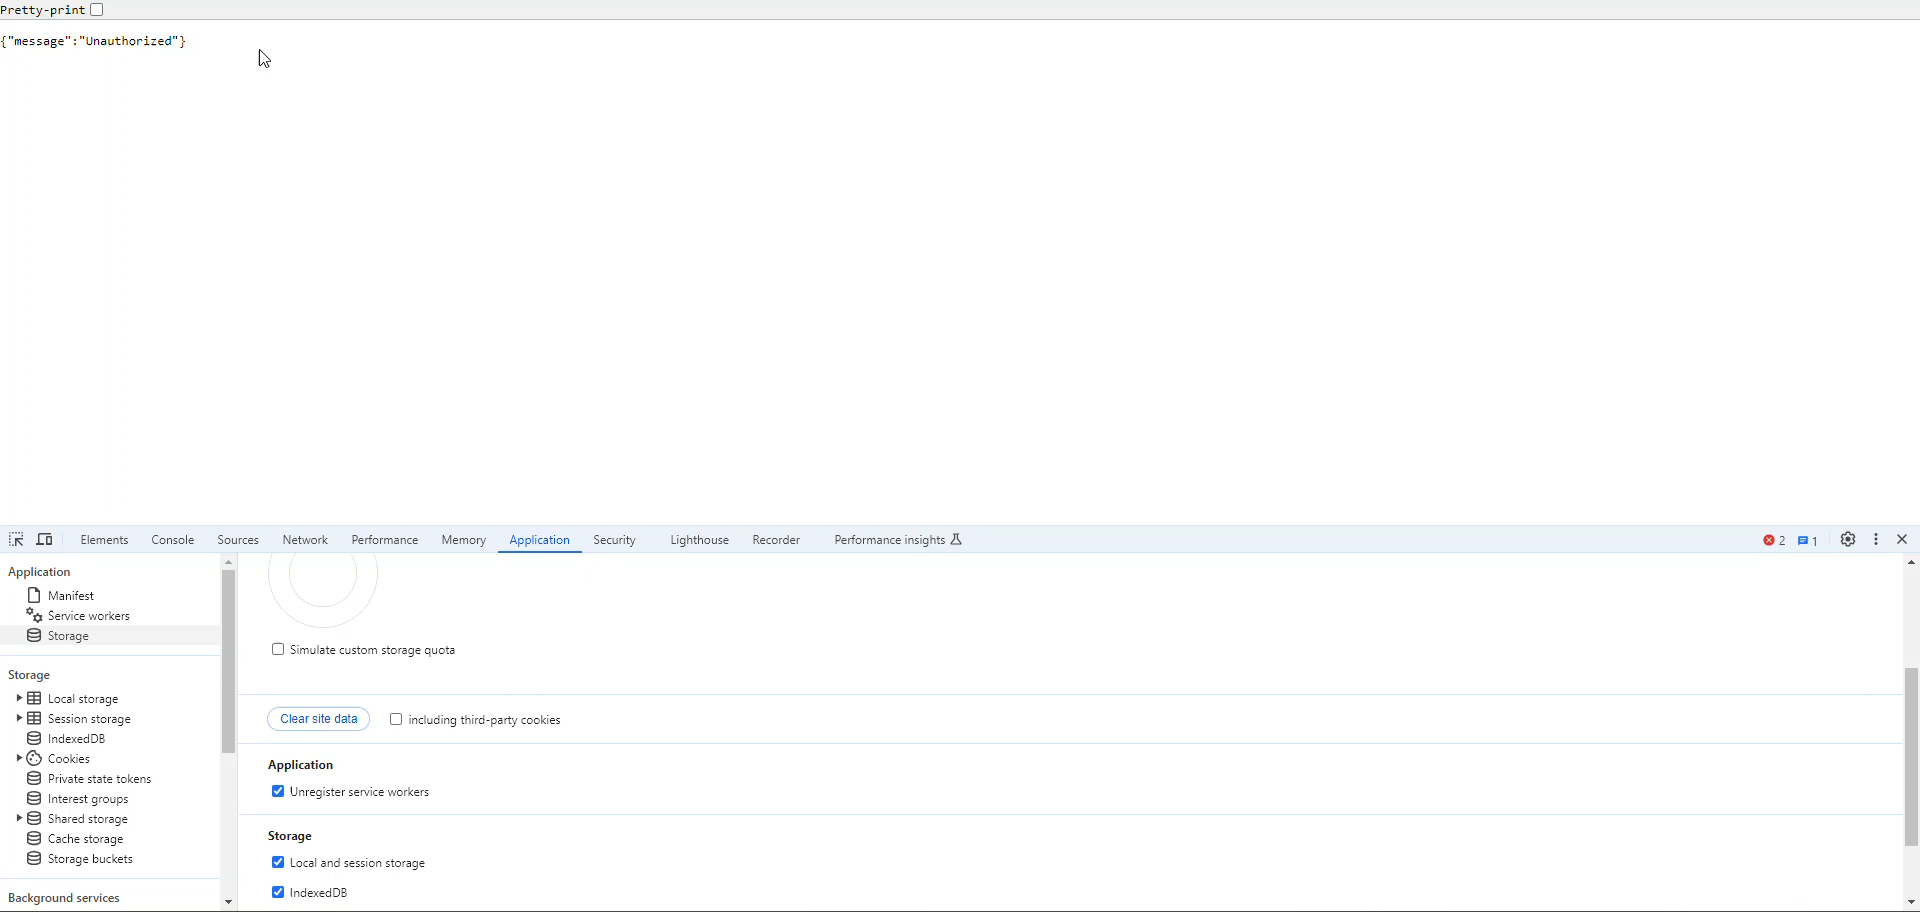 Pretty-print
{"message":"Unauthorized"}
Elements Console Sources Network Performance Memory Application Security Lighthouse Recorder Performance insights 2 1
Application
Manifest
Service workers
Storage
Storage
Local storage
Session storage
IndexedDB
Cookies
Private state tokens
Interest groups
Shared storage
Cache storage
Storage buckets
Background services
Simulate custom storage quota
Clear site data including third-party cookies
Application
Unregister service workers
Storage
Local and session storage
IndexedDB